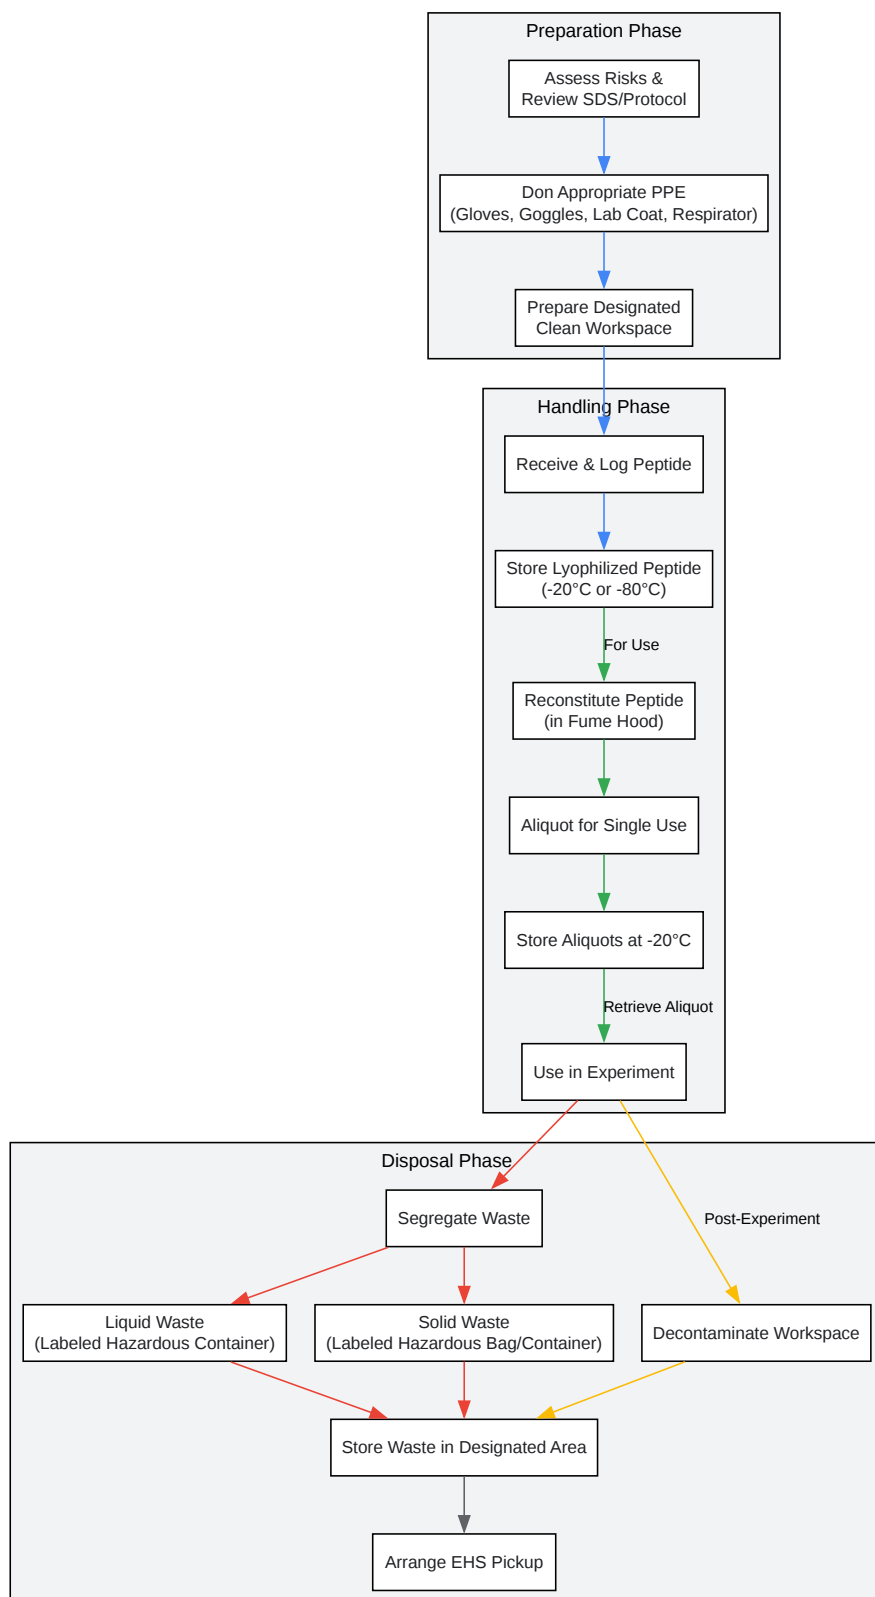 Preparation Phase
Assess Risks &
Review SDS/Protocol
Don Appropriate PPE
(Gloves, Goggles, Lab Coat, Respirator)
Prepare Designated
Clean Workspace
Handling Phase
Receive & Log Peptide
Store Lyophilized Peptide
(-20°C or -80°C)
For Use
Reconstitute Peptide
(in Fume Hood)
Aliquot for Single Use
Store Aliquots at -20°C
Retrieve Aliquot
Use in Experiment
Disposal Phase
Segregate Waste
Post-Experiment
Liquid Waste
(Labeled Hazardous Container)
Solid Waste
(Labeled Hazardous Bag/Container)
Decontaminate Workspace
Store Waste in Designated Area
Arrange EHS Pickup